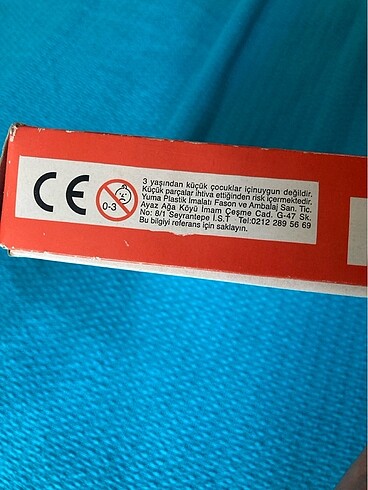 CE
0-3
3 yaşından küçük çocuklar içinuygun değildir.
Küçük parçalar ihtiva ettiğinden risk içermektedir.
Yuma Plastik İmalatı Fason ve Ambalaj San. Tic.
Ayaz Ağa Köyü İmam Çeşme Cad. G-47 Sk.
No: 8/1 Seyrantepe İ.S.T Tel:0212 289 56 69
Bu bilgiyi referans için saklayın.